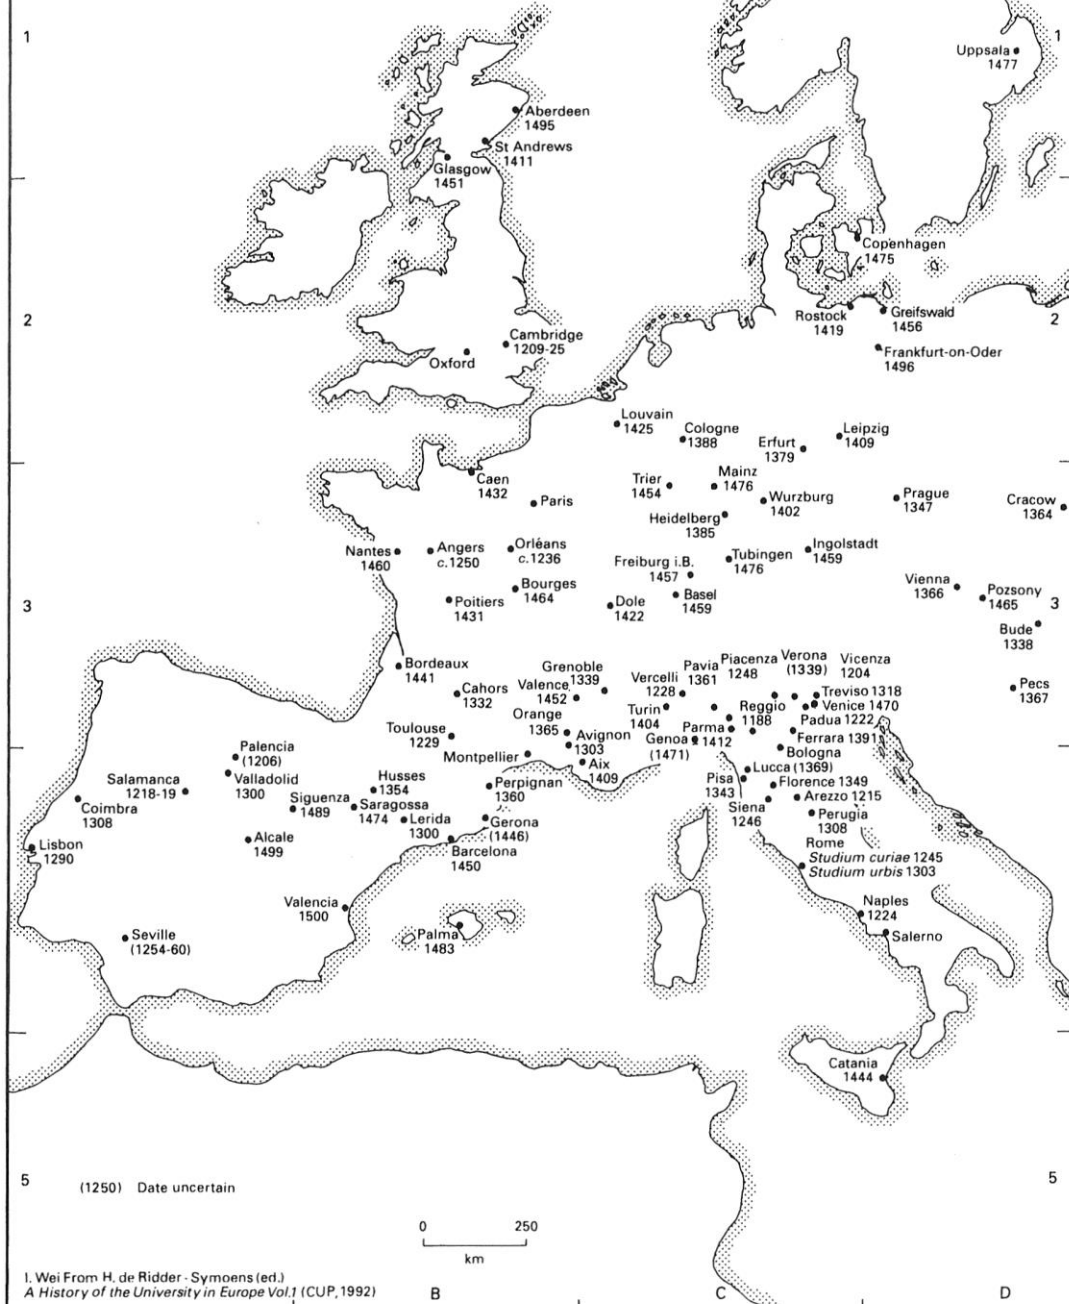 1
1
Uppsala
1477
Aberdeen
1495
St Andrews
1411
Glasgow
1451
Copenhagen
1475
2
2
Rostock
1419
Greifswald
1456
Cambridge
1209-25
Oxford
Frankfurt-on-Oder
1496
Louvain
1425
Cologne
1388
Erfurt
1379
Leipzig
1409
Caen
1432
Paris
Trier
1454
Mainz
1476
Wurzburg
1402
Prague
1347
Cracow
1364
Heidelberg
1385
Nantes
1460
Angers
c.1250
Orléans
c.1236
Tubingen
1476
Ingolstadt
1459
Freiburg i.B.
1457
Bourges
1464
Poitiers
1431
Dole
1422
Basel
1459
Vienna
1366
Pozsony
1465
3
3
Bude
1338
Bordeaux
1441
Cahors
1332
Grenoble
1339
Valence
1452
Vercelli
1228
Pavia
1361
Piacenza
1248
Verona
(1339)
Vicenza
1204
Pecs
1367
Treviso 1318
Venice 1470
Padua 1222
Orange
1365
Turin
1404
Reggio
1188
Parma
1412
Ferrara 1391
Toulouse
1229
Avignon
1303
Genoa
(1471)
Bologna
Montpellier
Aix
1409
Lucca (1369)
Palencia
(1206)
Valladolid
1300
Salamanca
1218-19
Husses
1354
Perpignan
1360
Pisa
1343
Florence 1349
Arezzo 1215
Siguenza
1489
Saragossa
1474
Lerida
1300
Gerona
(1446)
Siena
1246
Perugia
1308
Coimbra
1308
Lisbon
1290
Alcale
1499
Barcelona
1450
Rome
Studium curiae 1245
Studium urbis 1303
Valencia
1500
Naples
1224
Salerno
Seville
(1254-60)
Palma
1483
Catania
1444
5
5
(1250) Date uncertain
0 250
km
I. Wei From H. de Ridder-Symoens (ed.)
A History of the University in Europe Vol.1 (CUP, 1992)
B
C
D